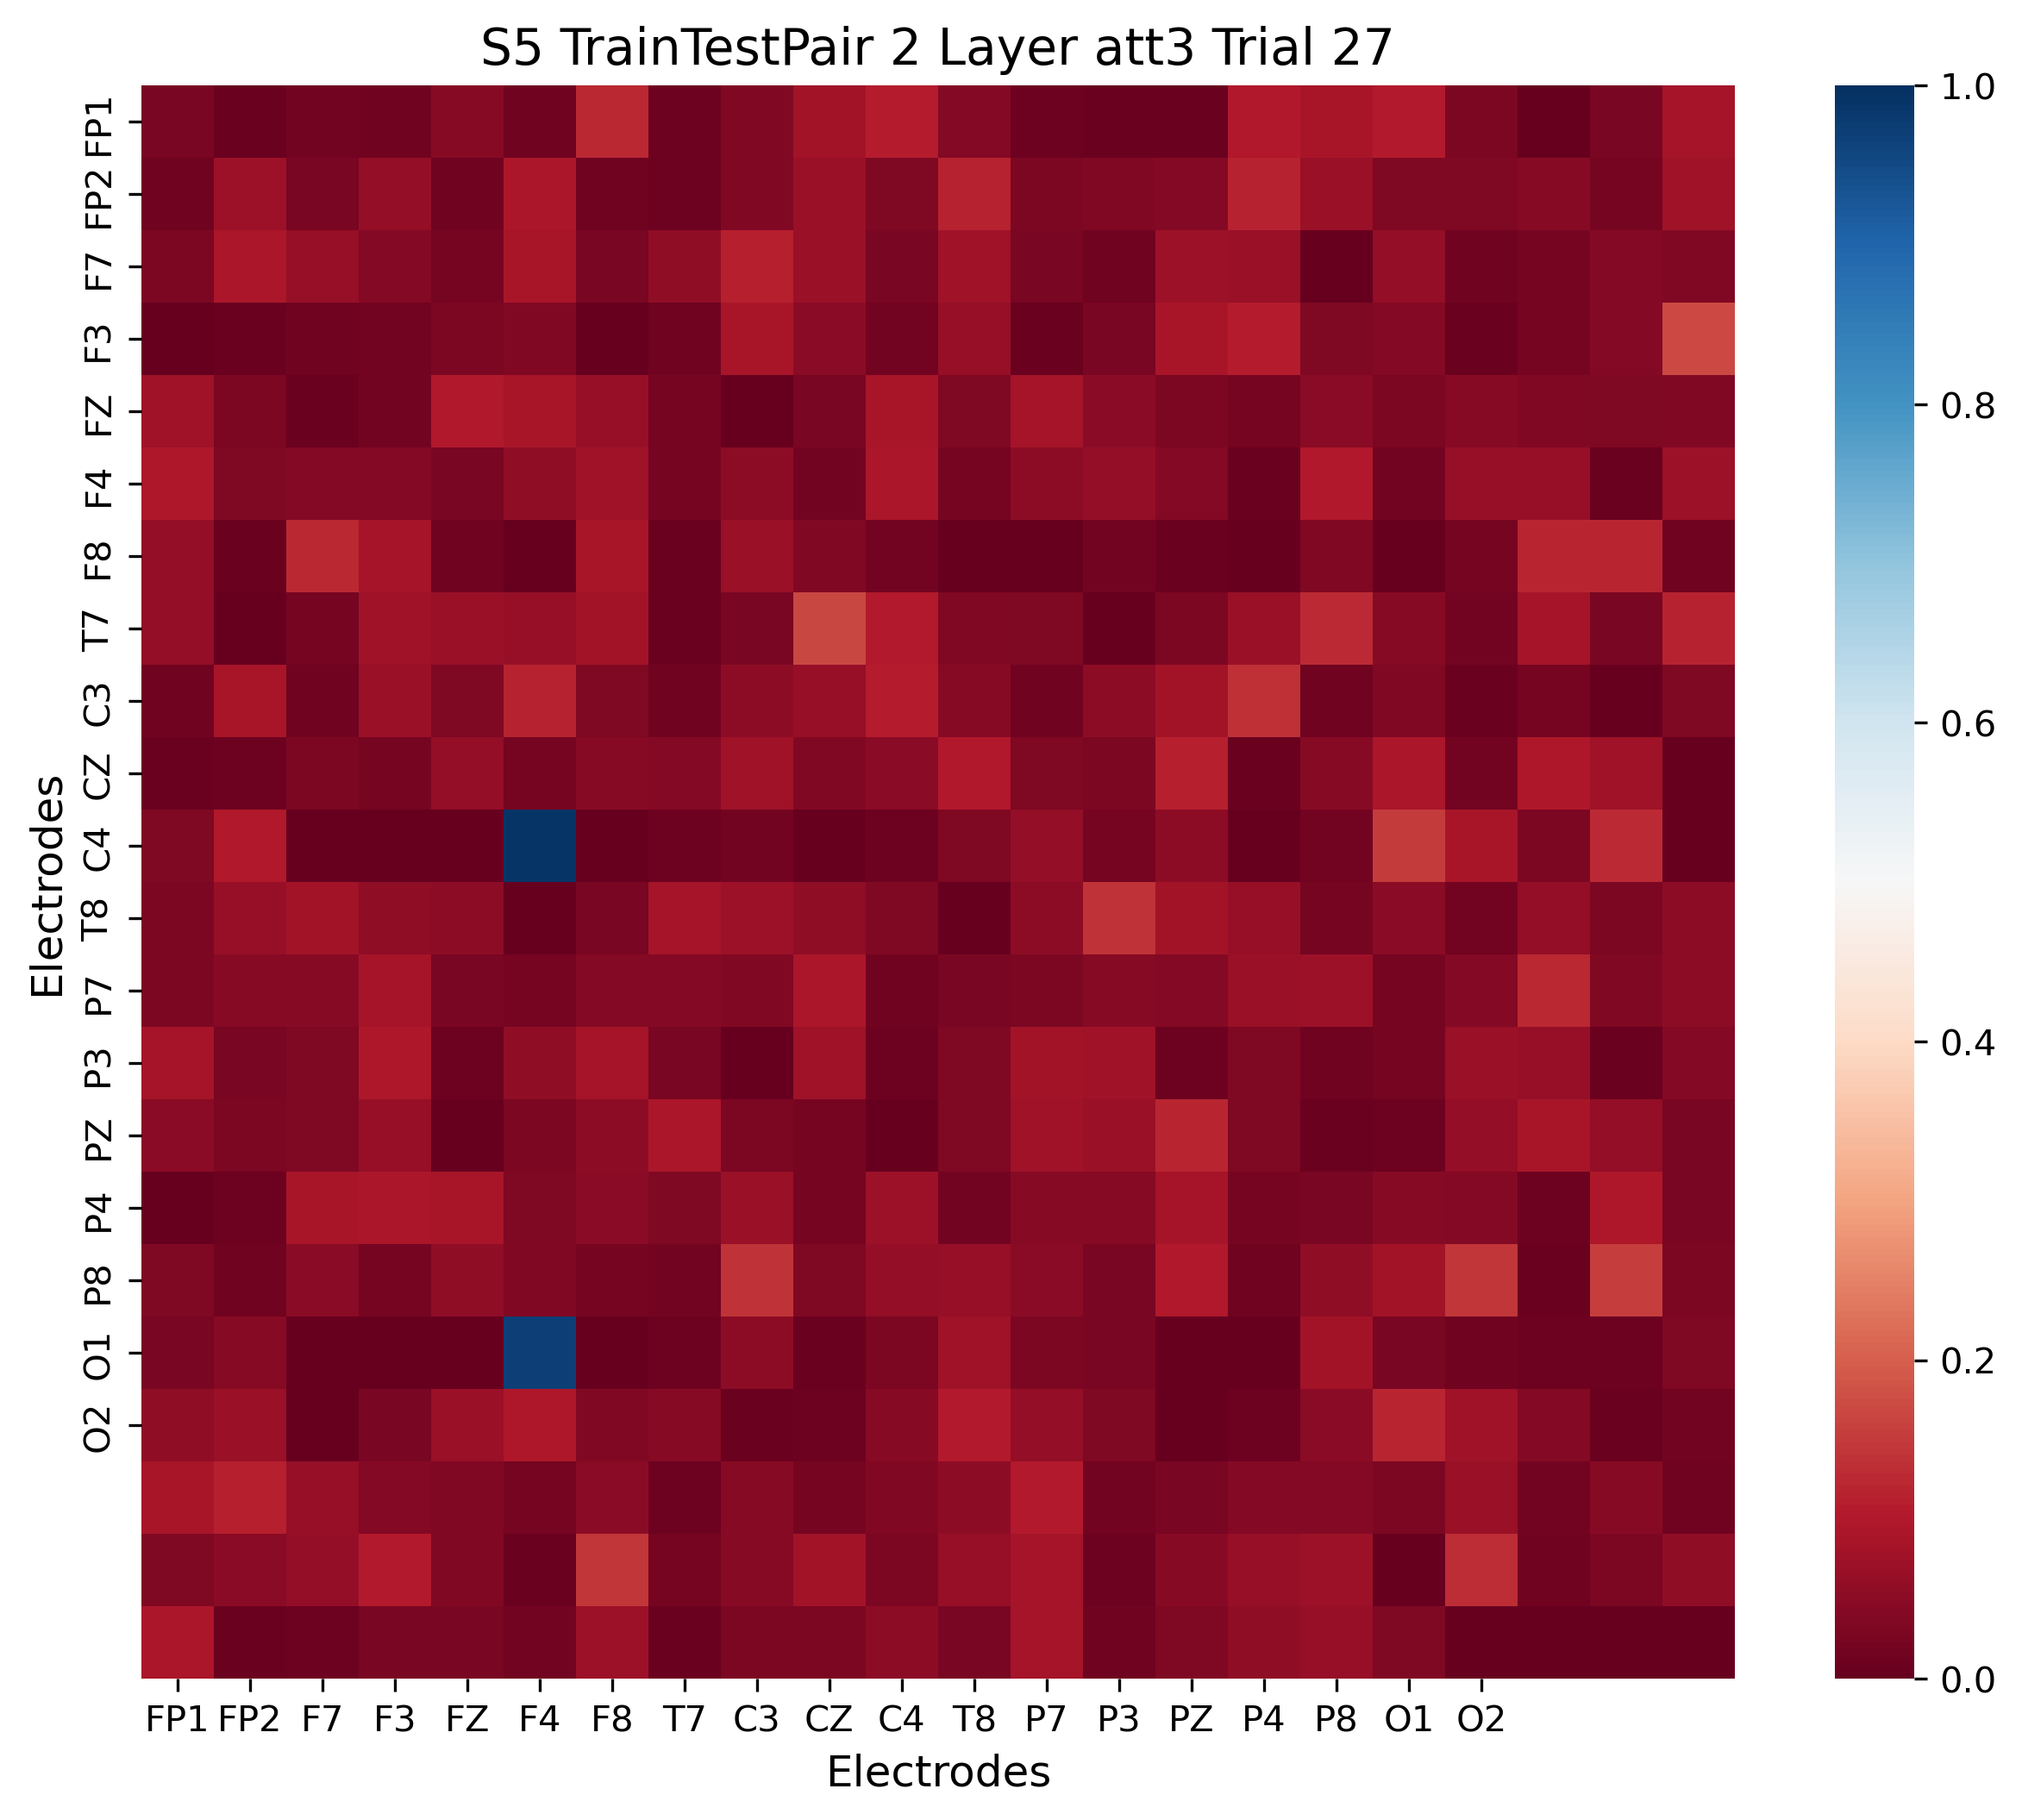 S5 TrainTestPair 2 Layer att3 Trial 27
Electrodes
FP1
FP2
F7
F3
FZ
F4
F8
T7
C3
CZ
C4
T8
P7
P3
PZ
P4
P8
O1
O2
FP1 FP2 F7 F3 FZ F4 F8 T7 C3 CZ C4 T8 P7 P3 PZ P4 P8 O1 O2
Electrodes
1.0
0.8
0.6
0.4
0.2
0.0